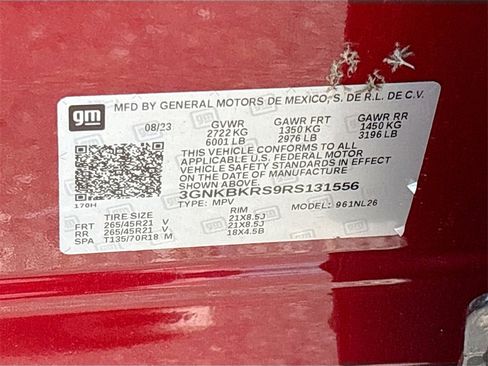 gm
MFD BY GENERAL MOTORS DE MEXICO, S. DE R.L. DE C.V.
08/23 GVWR GAWR FRT GAWR RR
2722 KG 1350 KG 1450 KG
6001 LB 2976 LB 3196 LB
THIS VEHICLE CONFORMS TO ALL
APPLICABLE U.S. FEDERAL MOTOR
VEHICLE SAFETY STANDARDS IN EFFECT
ON THE DATE OF MANUFACTURE
SHOWN ABOVE.
3GNKBKRS9RS131556
170H TYPE: MPV MODEL: 961NL26
TIRE SIZE RIM
FRT 265/45R21 V 21X8.5J
RR 265/45R21 V 21X8.5J
SPA T135/70R18 M 18X4.5B